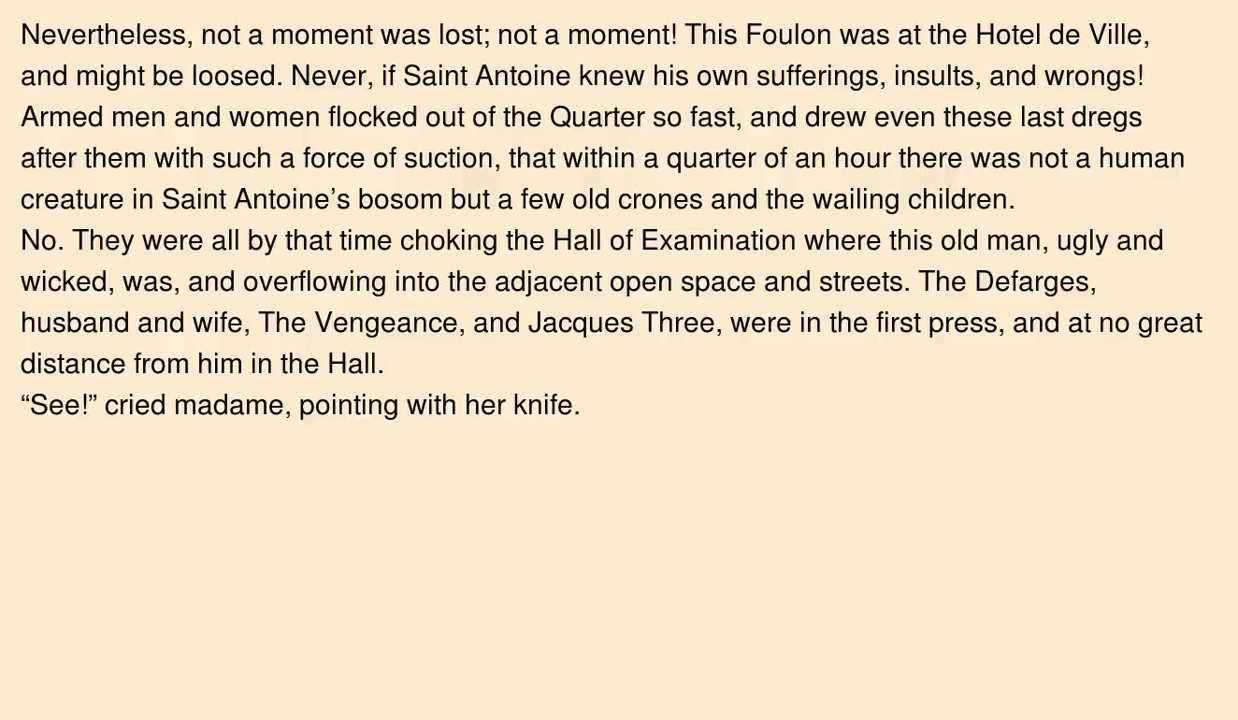 Nevertheless, not a moment was lost; not a moment! This Foulon was at the Hotel de Ville,
and might be loosed. Never, if Saint Antoine knew his own sufferings, insults, and wrongs!
Armed men and women flocked out of the Quarter so fast, and drew even these last dregs
after them with such a force of suction, that within a quarter of an hour there was not a human
creature in Saint Antoine’s bosom but a few old crones and the wailing children.
No. They were all by that time choking the Hall of Examination where this old man, ugly and
wicked, was, and overflowing into the adjacent open space and streets. The Defarges,
husband and wife, The Vengeance, and Jacques Three, were in the first press, and at no great
distance from him in the Hall.
“See!” cried madame, pointing with her knife.